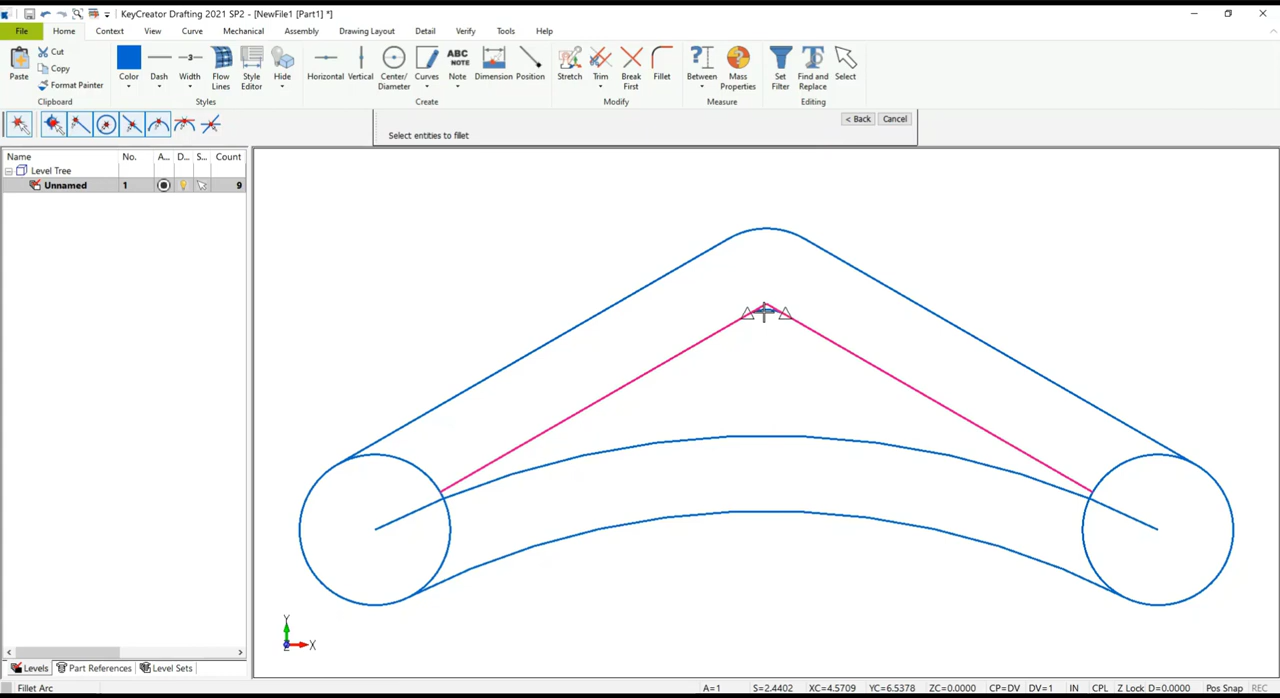 KeyCreator Drafting 2021 SP2 - [NewFile1 [Part1] *]
File Home Context View Curve Mechanical Assembly Drawing Layout Detail Verify Tools Help
Paste Cut Copy Format Painter
Clipboard
Color Dash Width Flow Lines Style Editor Hide
Styles
Horizontal Vertical Center/ Diameter Curves ABC NOTE Note Dimension Position
Create
Stretch Trim Break First Fillet
Modify
Between Mass Properties
Measure
Set Filter Find and Replace Select
Editing
< Back Cancel
Select entities to fillet
Name No. A... D... S... Count
Level Tree
Unnamed 1 9
Y
Z X
Levels Part References Level Sets
Fillet Arc A=1 S=2.4402 XC=4.5709 YC=6.5378 ZC=0.0000 CP=DV DV=1 IN CPL Z Lock D=0.0000 Pos Snap REC